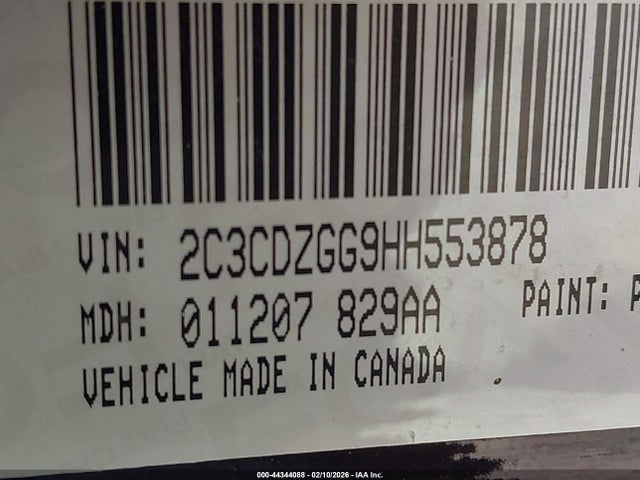 VIN: 2C3CDZGG9HH553878
MDH: 011207 829AA PAINT:
VEHICLE MADE IN CANADA
000-44344088 - 02/10/2026 - IAA Inc.